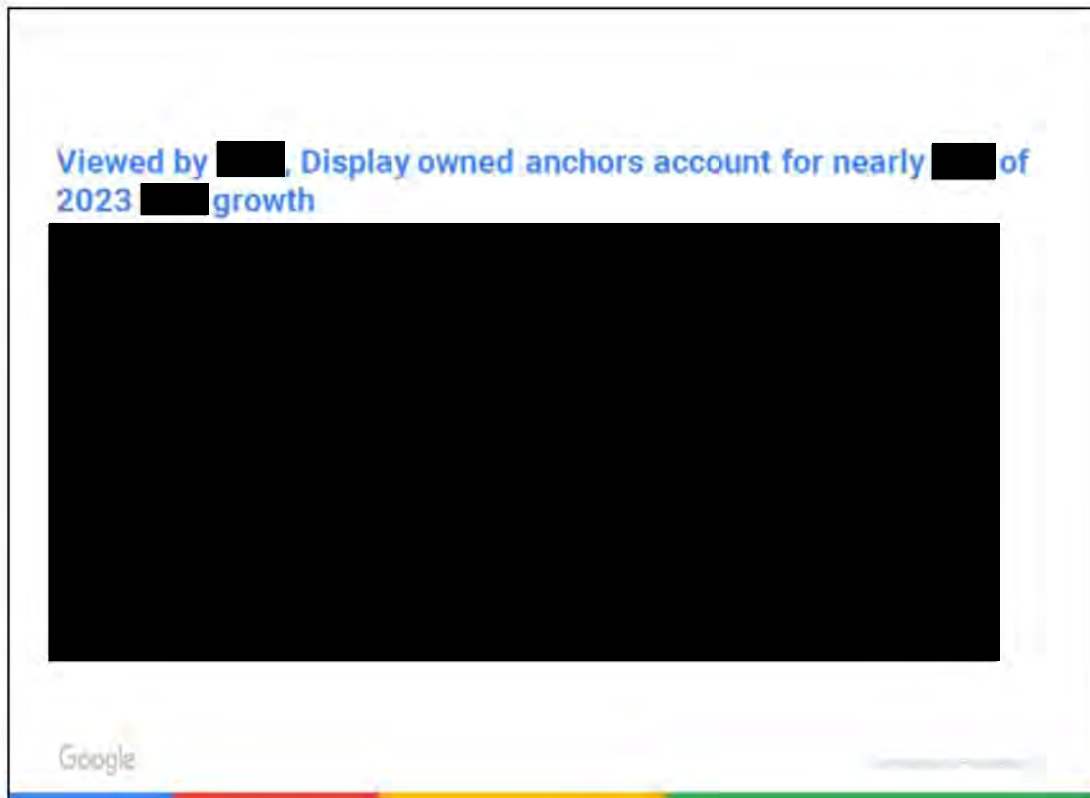 Viewed by , Display owned anchors account for nearly of
2023 growth
Google